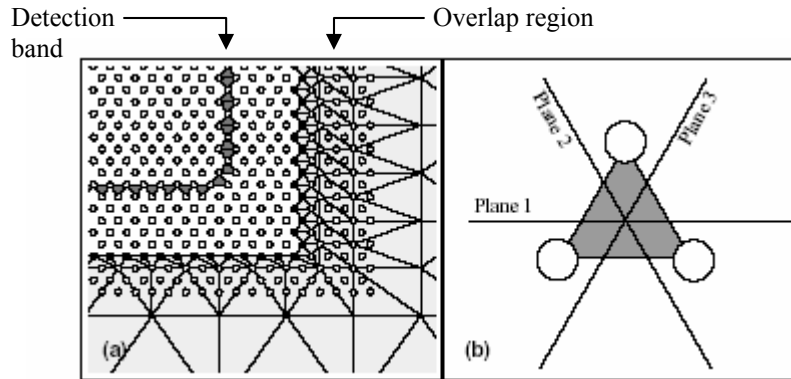 Detection
band
Overlap region
Plane 2
Plane 3
Plane 1
(a)
(b)